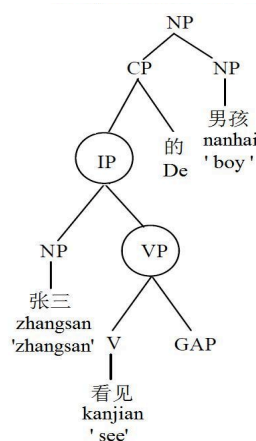 NP
CP NP
男孩
nanhai
' boy '
的
De
IP
NP VP
张三
zhangsan
'zhangsan'
V GAP
看见
kanjian
' see'